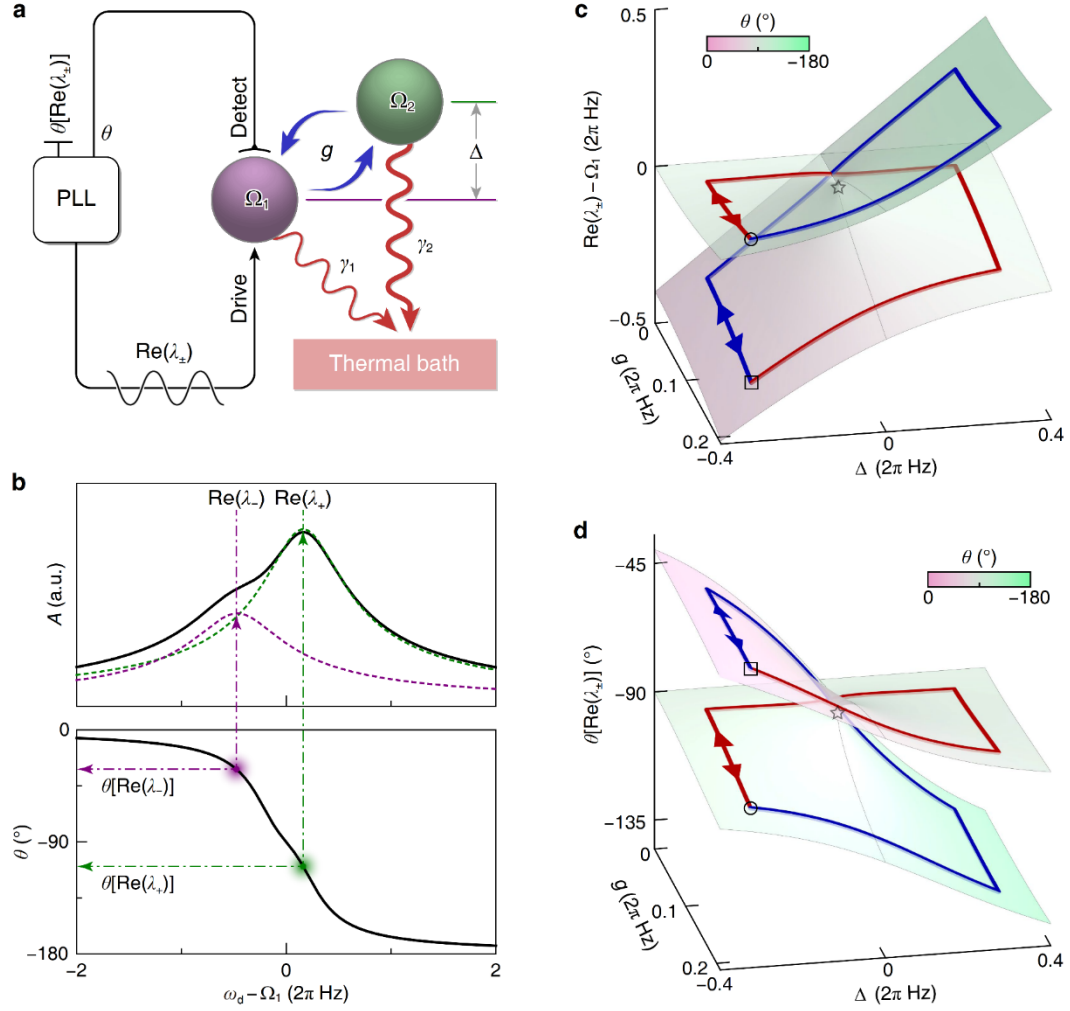 a
θ[Re(λ±)]
θ
PLL
Detect
Drive
Re(λ±)
Ω₂
g
Ω₁
Δ
γ₁
γ₂
Thermal bath
b
Re(λ₋) Re(λ₊)
A (a.u.)
0
θ[Re(λ₋)]
-90
θ[Re(λ₊)]
-180
θ (°)
-2 0 2
ω_d – Ω₁ (2π Hz)
c
θ (°)
0 -180
0.5
0
-0.5
Re(λ±) – Ω₁ (2π Hz)
0
0.1
0.2
g (2π Hz)
-0.4
0
0.4
Δ (2π Hz)
d
θ (°)
0 -180
-45
-90
-135
θ[Re(λ±)] (°)
0
0.1
0.2
g (2π Hz)
-0.4
0
0.4
Δ (2π Hz)